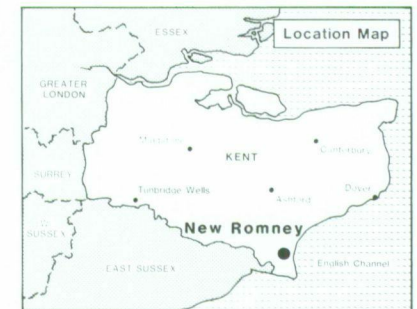 ESSEX
Location Map
GREATER
LONDON
Maidstone
KENT
Canterbury
SURREY
Tunbridge Wells
Ashford
Dover
W.
SUSSEX
New Romney
EAST SUSSEX
English Channel